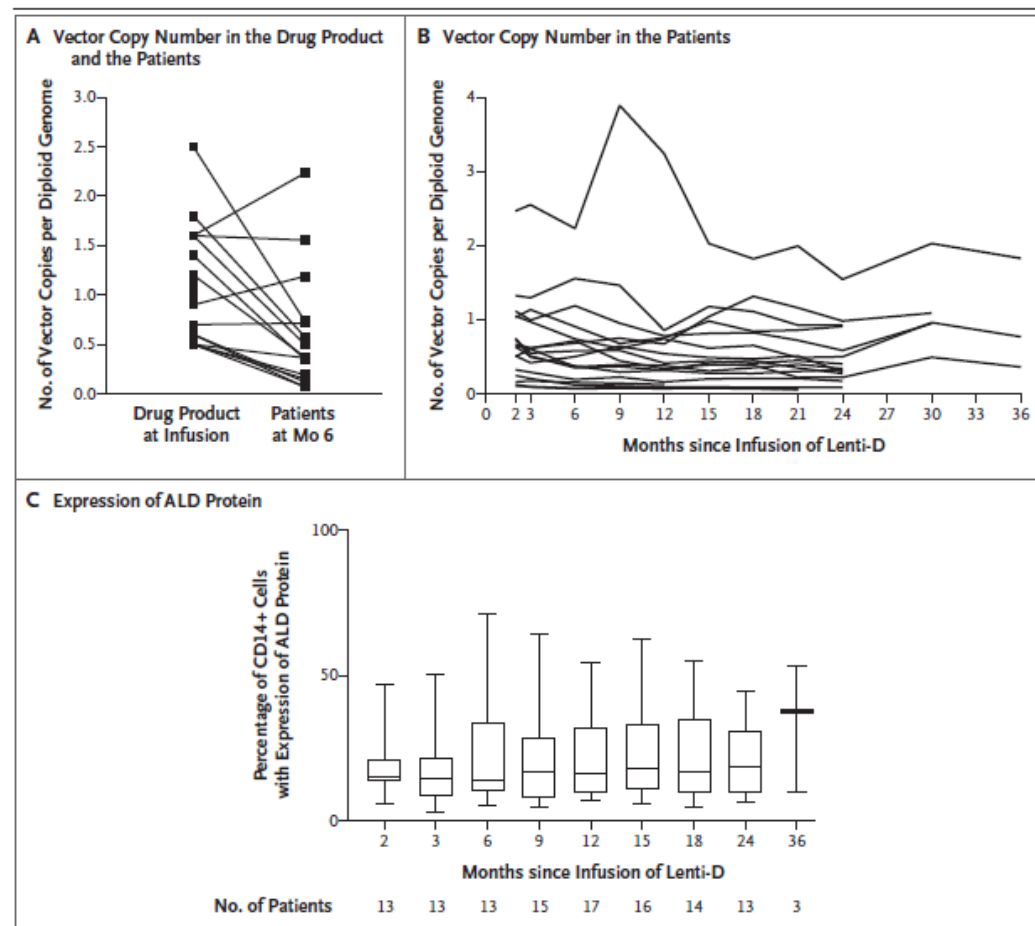 A Vector Copy Number in the Drug Product
and the Patients
No. of Vector Copies per Diploid Genome
3.0
2.5
2.0
1.5
1.0
0.5
0.0
Drug Product
at Infusion
Patients
at Mo 6
B Vector Copy Number in the Patients
No. of Vector Copies per Diploid Genome
4
3
2
1
0
0 2 3 6 9 12 15 18 21 24 27 30 33 36
Months since Infusion of Lenti-D
C Expression of ALD Protein
Percentage of CD14+ Cells
with Expression of ALD Protein
100
50
0
2 3 6 9 12 15 18 24 36
Months since Infusion of Lenti-D
No. of Patients 13 13 13 15 17 16 14 13 3